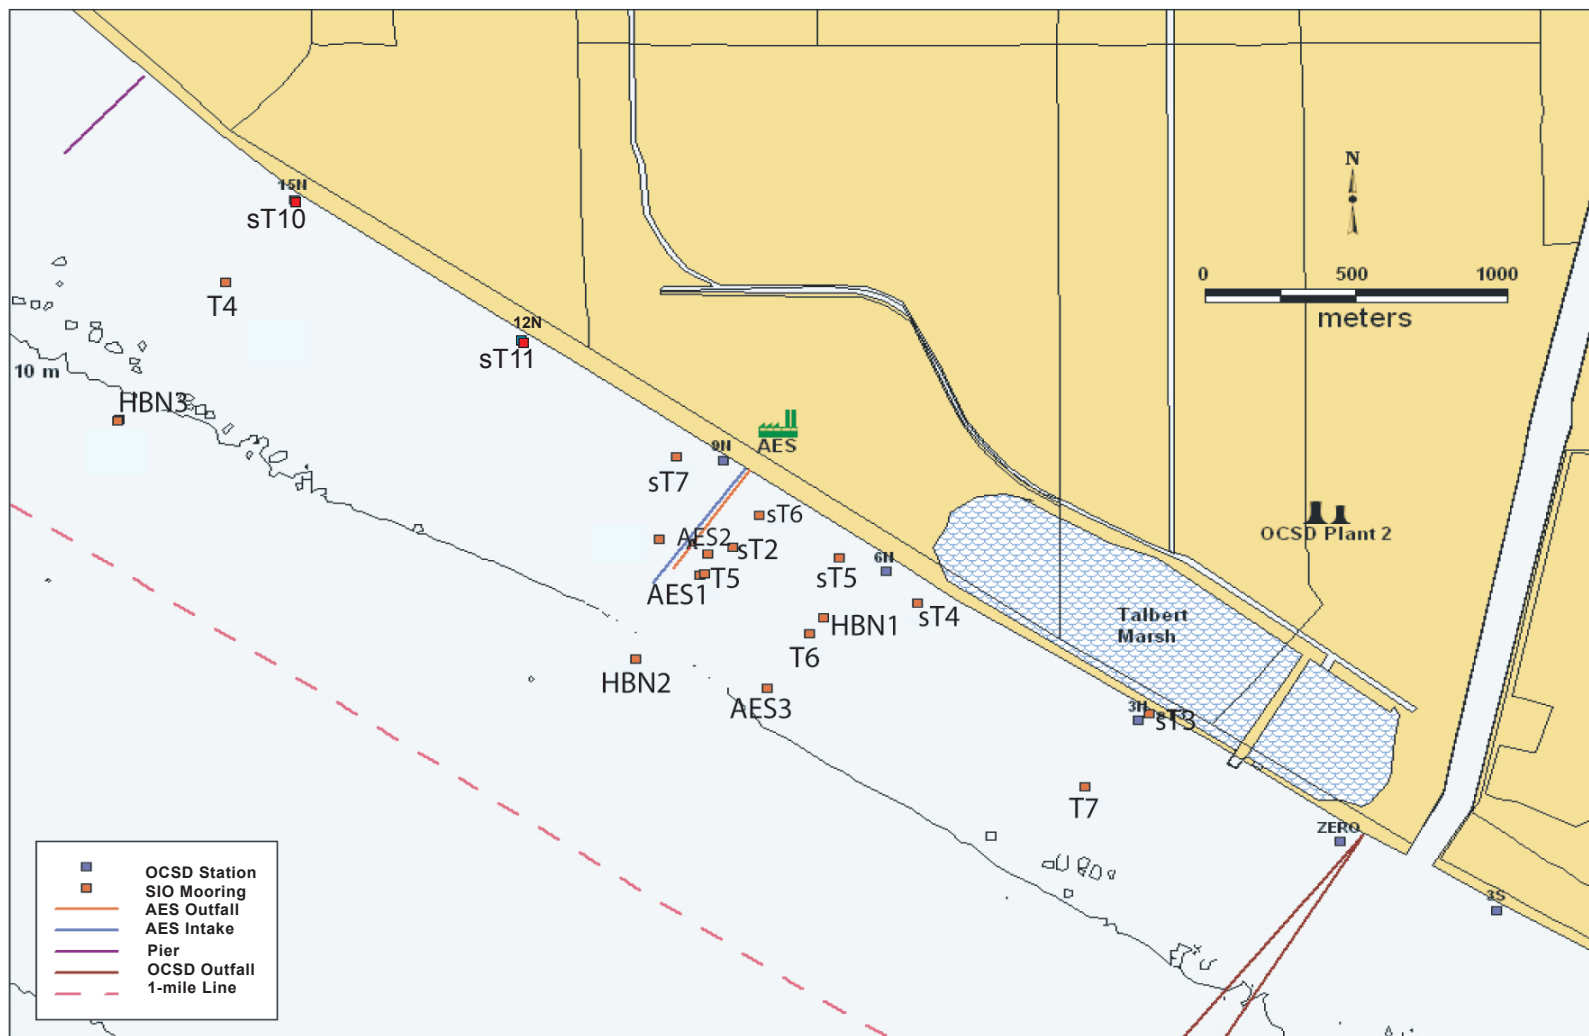 15N
sT10
N
T4
0 500 1000
meters
12N
sT11
10 m
HBN3
9N
AES
sT7
sT6
OCSD Plant 2
AES2
sT2
6N
sT5
AES1
T5
sT4
HBN1
Talbert
Marsh
T6
HBN2
AES3
3N
sT3
T7
ZERO
3S
OCSD Station
SIO Mooring
AES Outfall
AES Intake
Pier
OCSD Outfall
1-mile Line